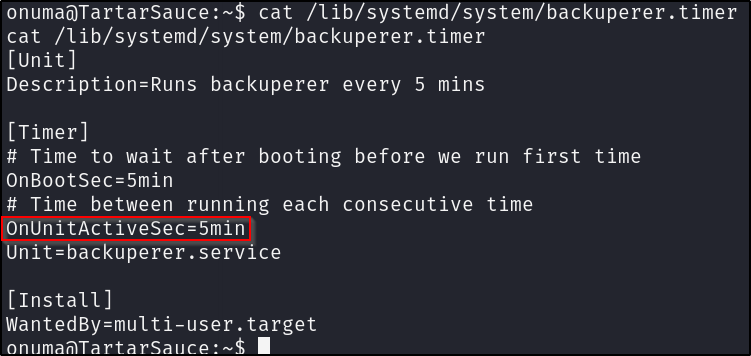 onuma@TartarSauce:~$ cat /lib/systemd/system/backuperer.timer
cat /lib/systemd/system/backuperer.timer
[Unit]
Description=Runs backuperer every 5 mins
[Timer]
# Time to wait after booting before we run first time
OnBootSec=5min
# Time between running each consecutive time
OnUnitActiveSec=5min
Unit=backuperer.service
[Install]
WantedBy=multi-user.target
onuma@TartarSauce:~$